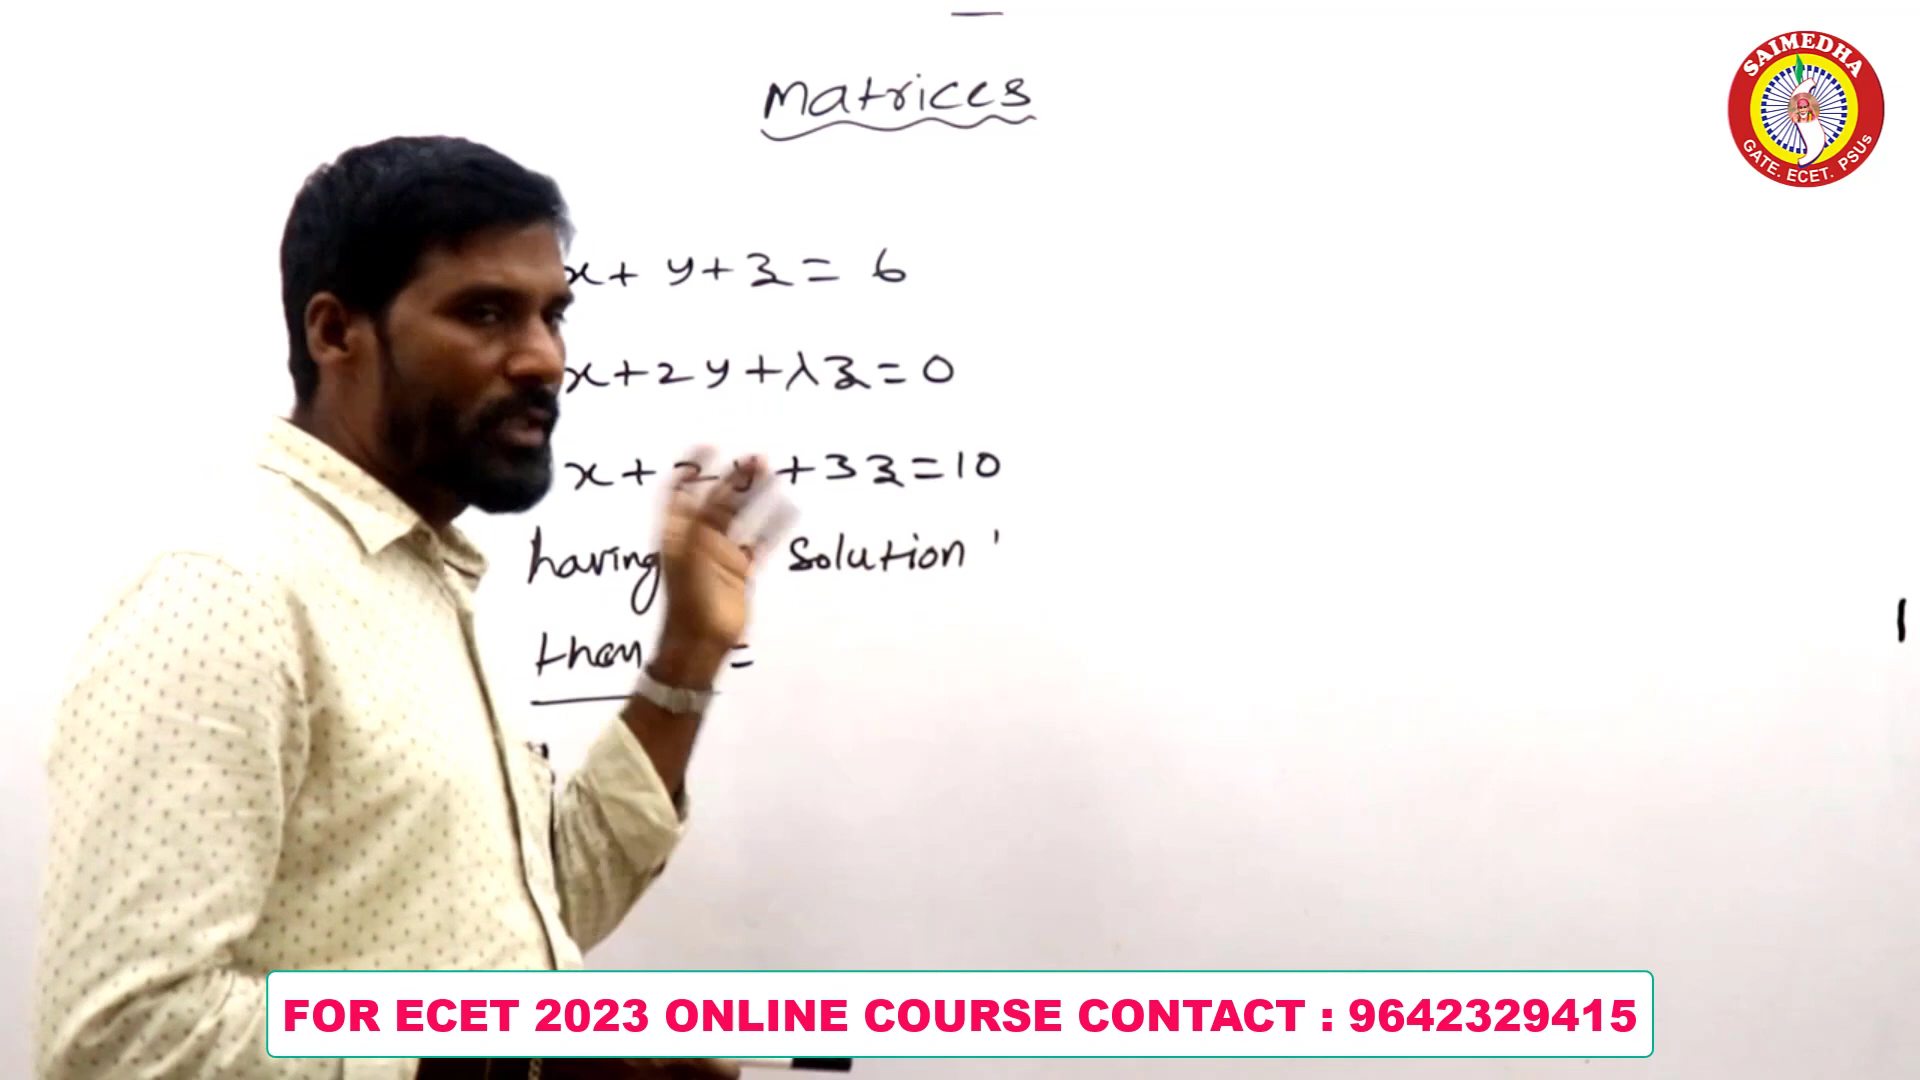 Matrices
SAIMEDHA
GATE. ECET. PSUs
x + y + z = 6
x + 2y + λz = 0
x + 2y + 3z = 10
having solution '
then =
FOR ECET 2023 ONLINE COURSE CONTACT : 9642329415